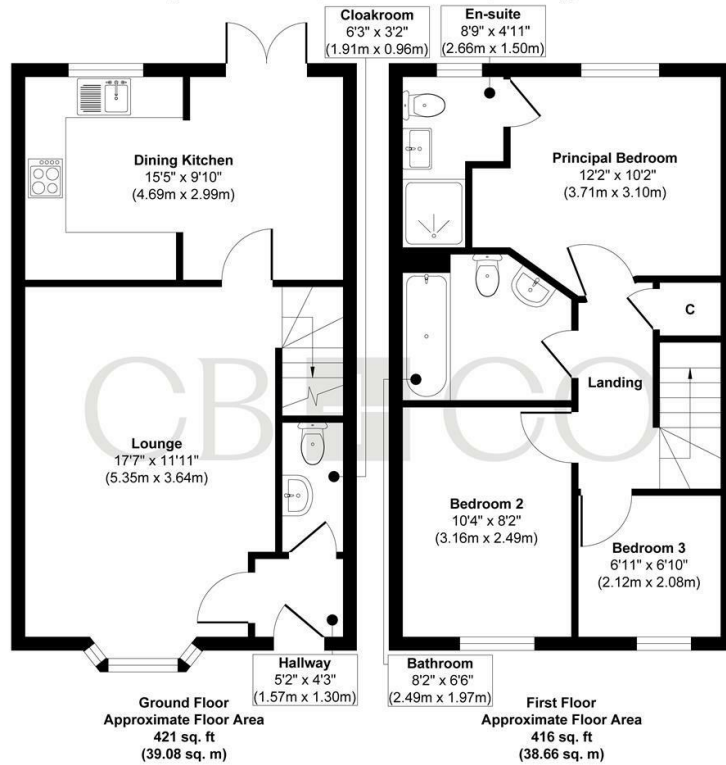 Cloakroom
6'3" x 3'2"
(1.91m x 0.96m)
En-suite
8'9" x 4'11"
(2.66m x 1.50m)
Dining Kitchen
15'5" x 9'10"
(4.69m x 2.99m)
Principal Bedroom
12'2" x 10'2"
(3.71m x 3.10m)
C
Landing
CB CO
Lounge
17'7" x 11'11"
(5.35m x 3.64m)
Bedroom 2
10'4" x 8'2"
(3.16m x 2.49m)
Bedroom 3
6'11" x 6'10"
(2.12m x 2.08m)
Hallway
5'2" x 4'3"
(1.57m x 1.30m)
Bathroom
8'2" x 6'6"
(2.49m x 1.97m)
Ground Floor
Approximate Floor Area
421 sq. ft
(39.08 sq. m)
First Floor
Approximate Floor Area
416 sq. ft
(38.66 sq. m)